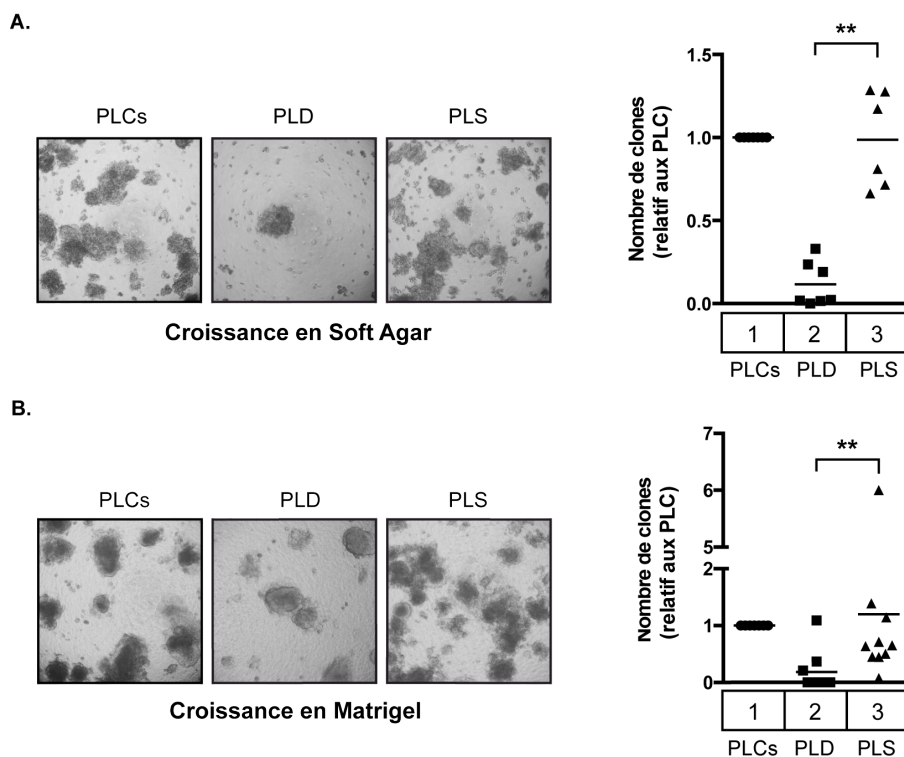 A.
PLCs PLD PLS
Croissance en Soft Agar
Nombre de clones
(relatif aux PLC)
**
1.5
1.0
0.5
0.0
1 2 3
PLCs PLD PLS
B.
PLCs PLD PLS
Croissance en Matrigel
Nombre de clones
(relatif aux PLC)
**
7
6
5
2
1
0
1 2 3
PLCs PLD PLS